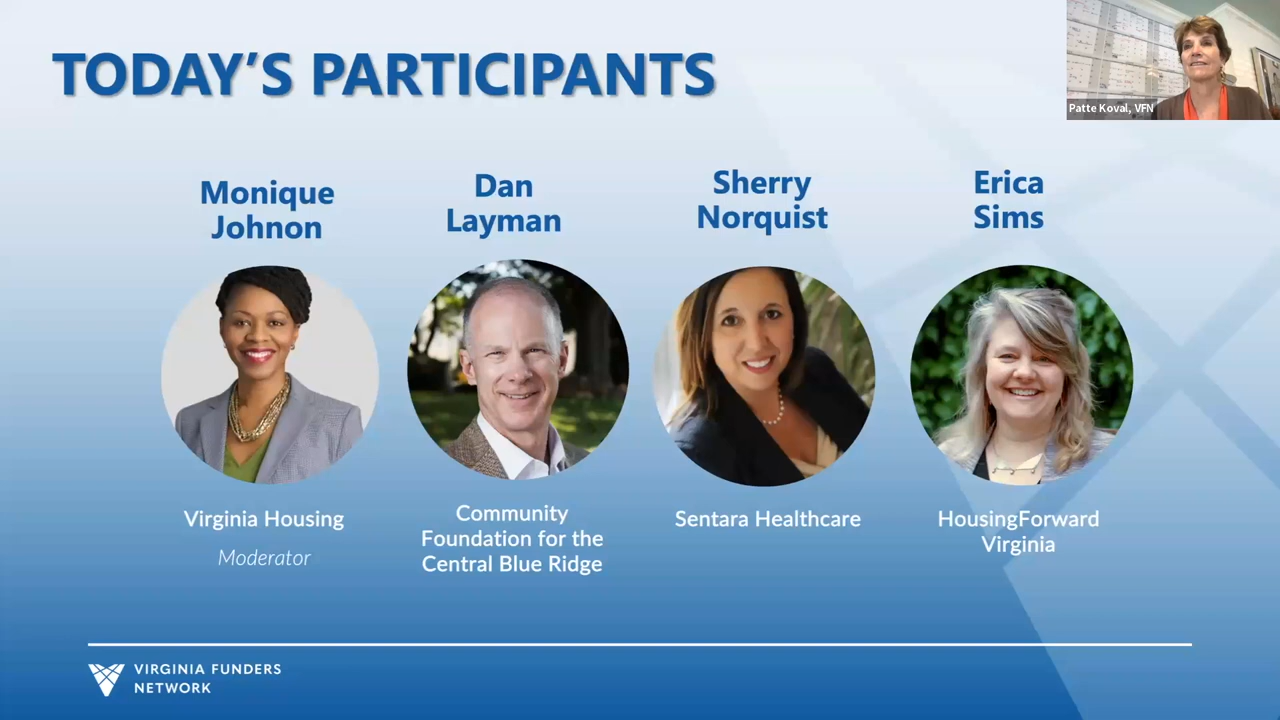 TODAY'S PARTICIPANTS
Patte Koval, VFN
Monique
Johnon
Dan
Layman
Sherry
Norquist
Erica
Sims
Virginia Housing
Moderator
Community
Foundation for the
Central Blue Ridge
Sentara Healthcare
HousingForward
Virginia
VIRGINIA FUNDERS
NETWORK